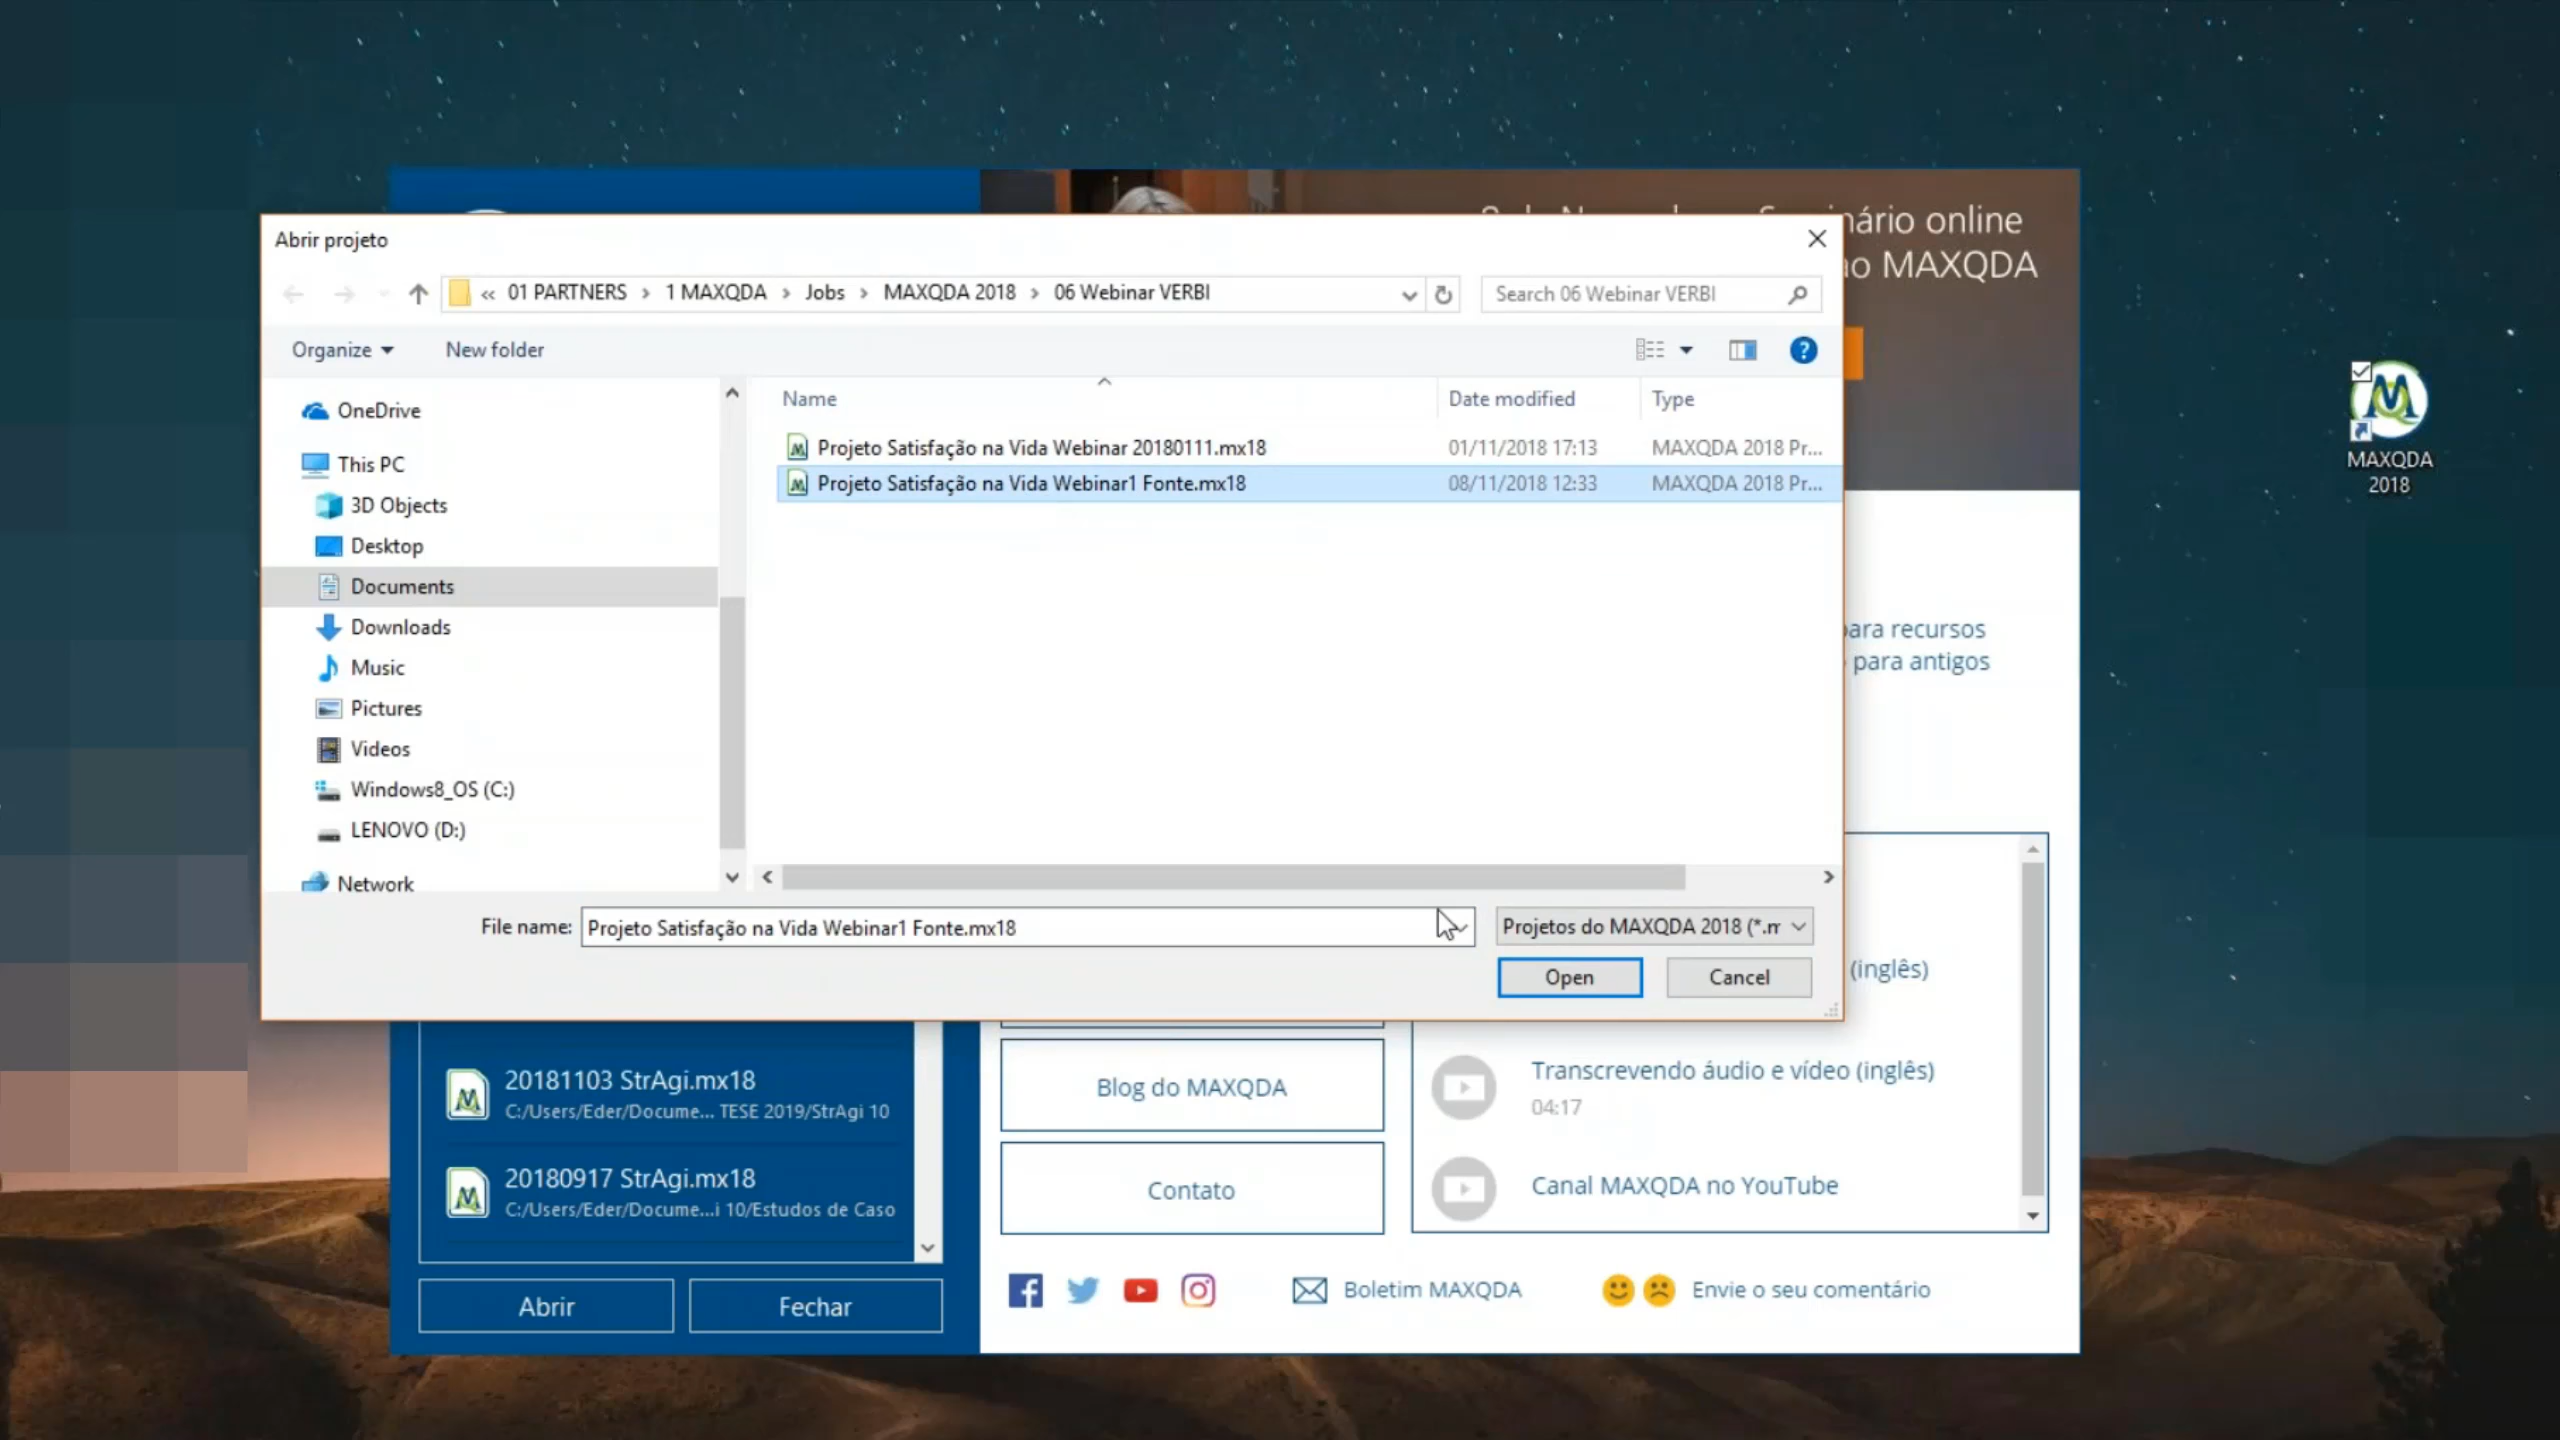 ário online
ao MAXQDA
Abrir projeto
« 01 PARTNERS › 1 MAXQDA › Jobs › MAXQDA 2018 › 06 Webinar VERBI
Search 06 Webinar VERBI
Organize
New folder
OneDrive
This PC
3D Objects
Desktop
Documents
Downloads
Music
Pictures
Videos
Windows8_OS (C:)
LENOVO (D:)
Network
Name Date modified Type
Projeto Satisfação na Vida Webinar 20180111.mx18 01/11/2018 17:13 MAXQDA 2018 Pr...
Projeto Satisfação na Vida Webinar1 Fonte.mx18 08/11/2018 12:33 MAXQDA 2018 Pr...
File name: Projeto Satisfação na Vida Webinar1 Fonte.mx18
Projetos do MAXQDA 2018 (*.m
Open
Cancel
MAXQDA
2018
para recursos
para antigos
(inglês)
20181103 StrAgi.mx18
C:/Users/Eder/Docume... TESE 2019/StrAgi 10
20180917 StrAgi.mx18
C:/Users/Eder/Docume...i 10/Estudos de Caso
Abrir
Fechar
Blog do MAXQDA
Contato
Transcrevendo áudio e vídeo (inglês)
04:17
Canal MAXQDA no YouTube
Boletim MAXQDA
Envie o seu comentário